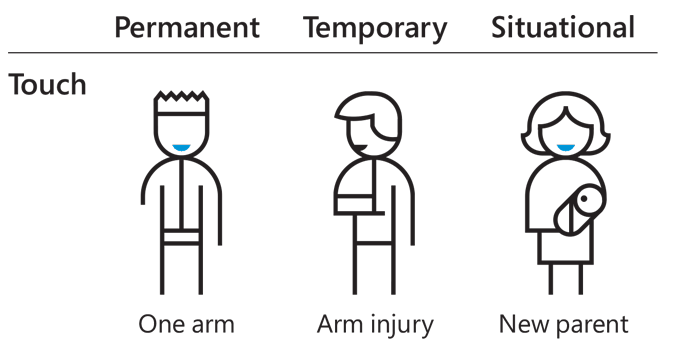 Permanent Temporary Situational
Touch
One arm Arm injury New parent